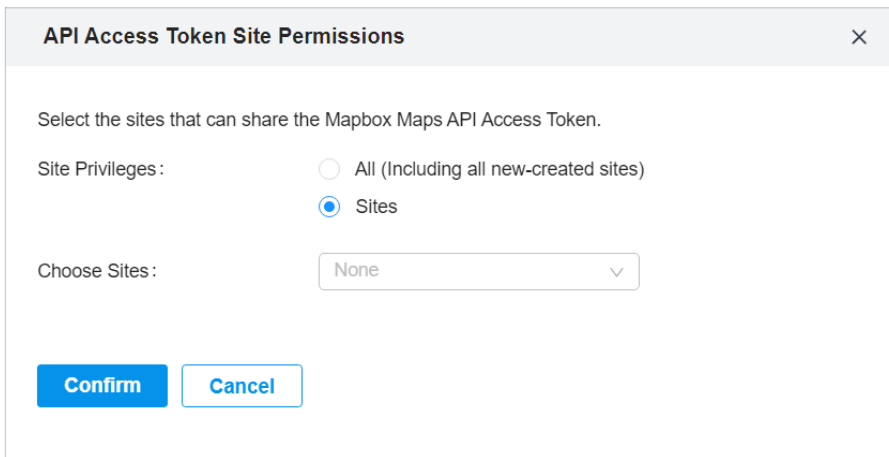 API Access Token Site Permissions
Select the sites that can share the Mapbox Maps API Access Token.
Site Privileges:
All (Including all new-created sites)
Sites
Choose Sites:
None
Confirm
Cancel